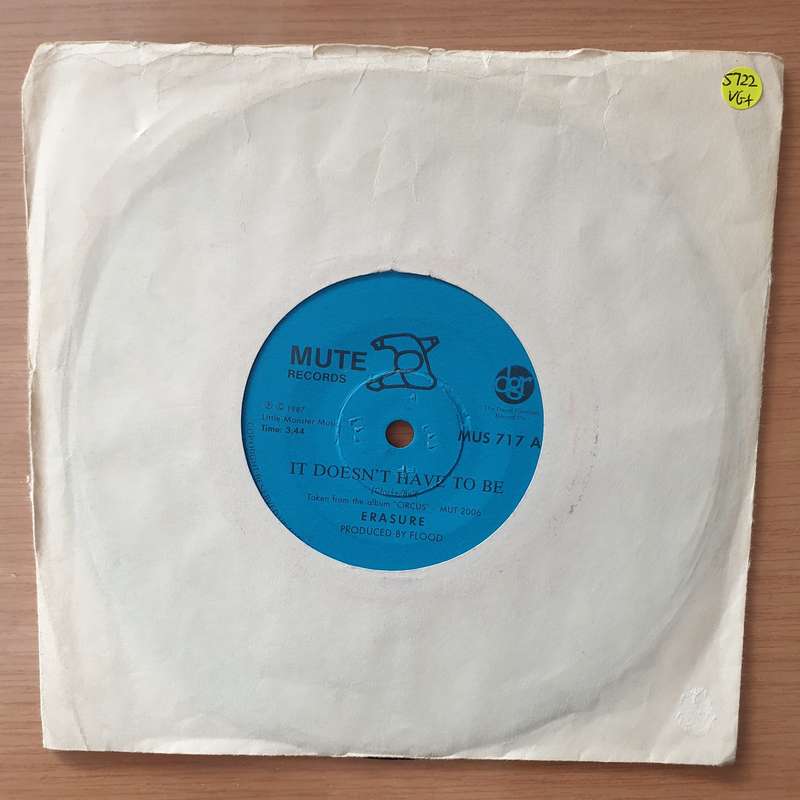 5722
VG+
MUTE
RECORDS
dgr
℗ © 1987
Little Monster Music
Time: 3,44
MUS 717 A
IT DOESN'T HAVE TO BE
Taken from the album "CIRCUS" MUT 2006
ERASURE
PRODUCED BY FLOOD